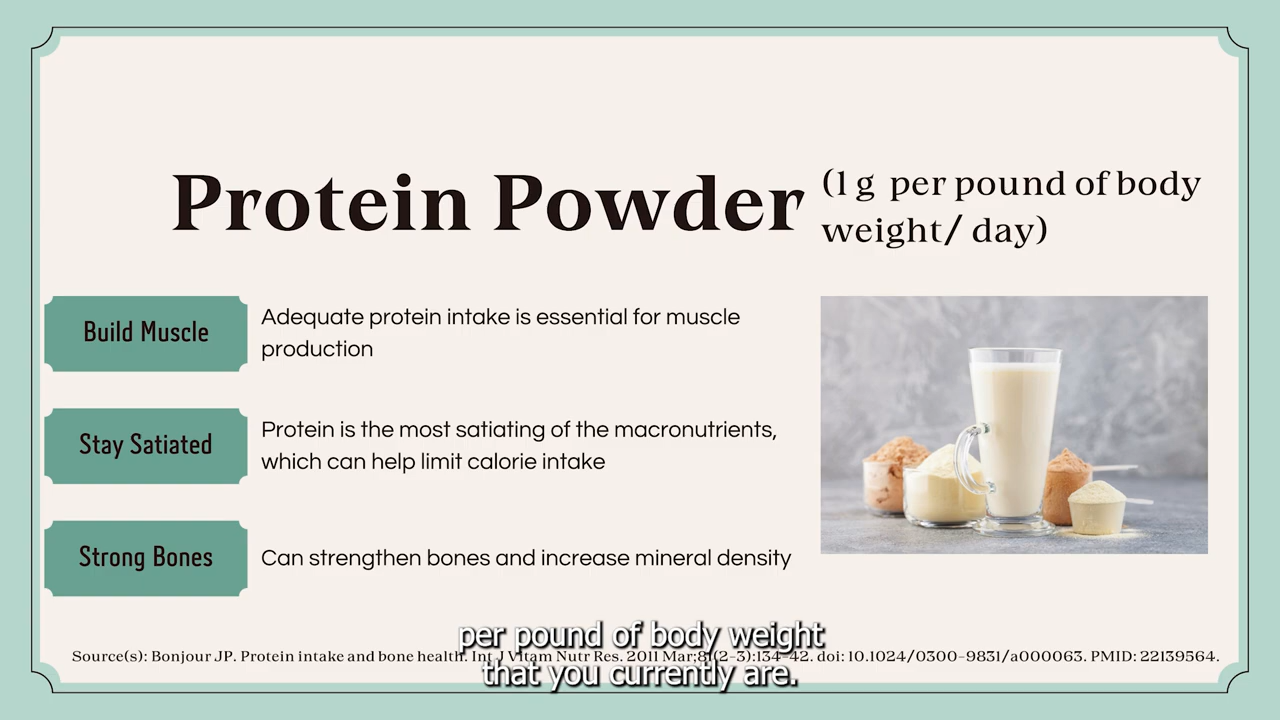 Protein Powder
(1 g per pound of body
weight/ day)
Build Muscle
Adequate protein intake is essential for muscle
production
Stay Satiated
Protein is the most satiating of the macronutrients,
which can help limit calorie intake
Strong Bones
Can strengthen bones and increase mineral density
per pound of body weight
Source(s): Bonjour JP. Protein intake and bone health. Int J Vitam Nutr Res. 2011 Mar;81(2-3):134-42. doi: 10.1024/0300-9831/a000063. PMID: 22139564.
that you currently are.